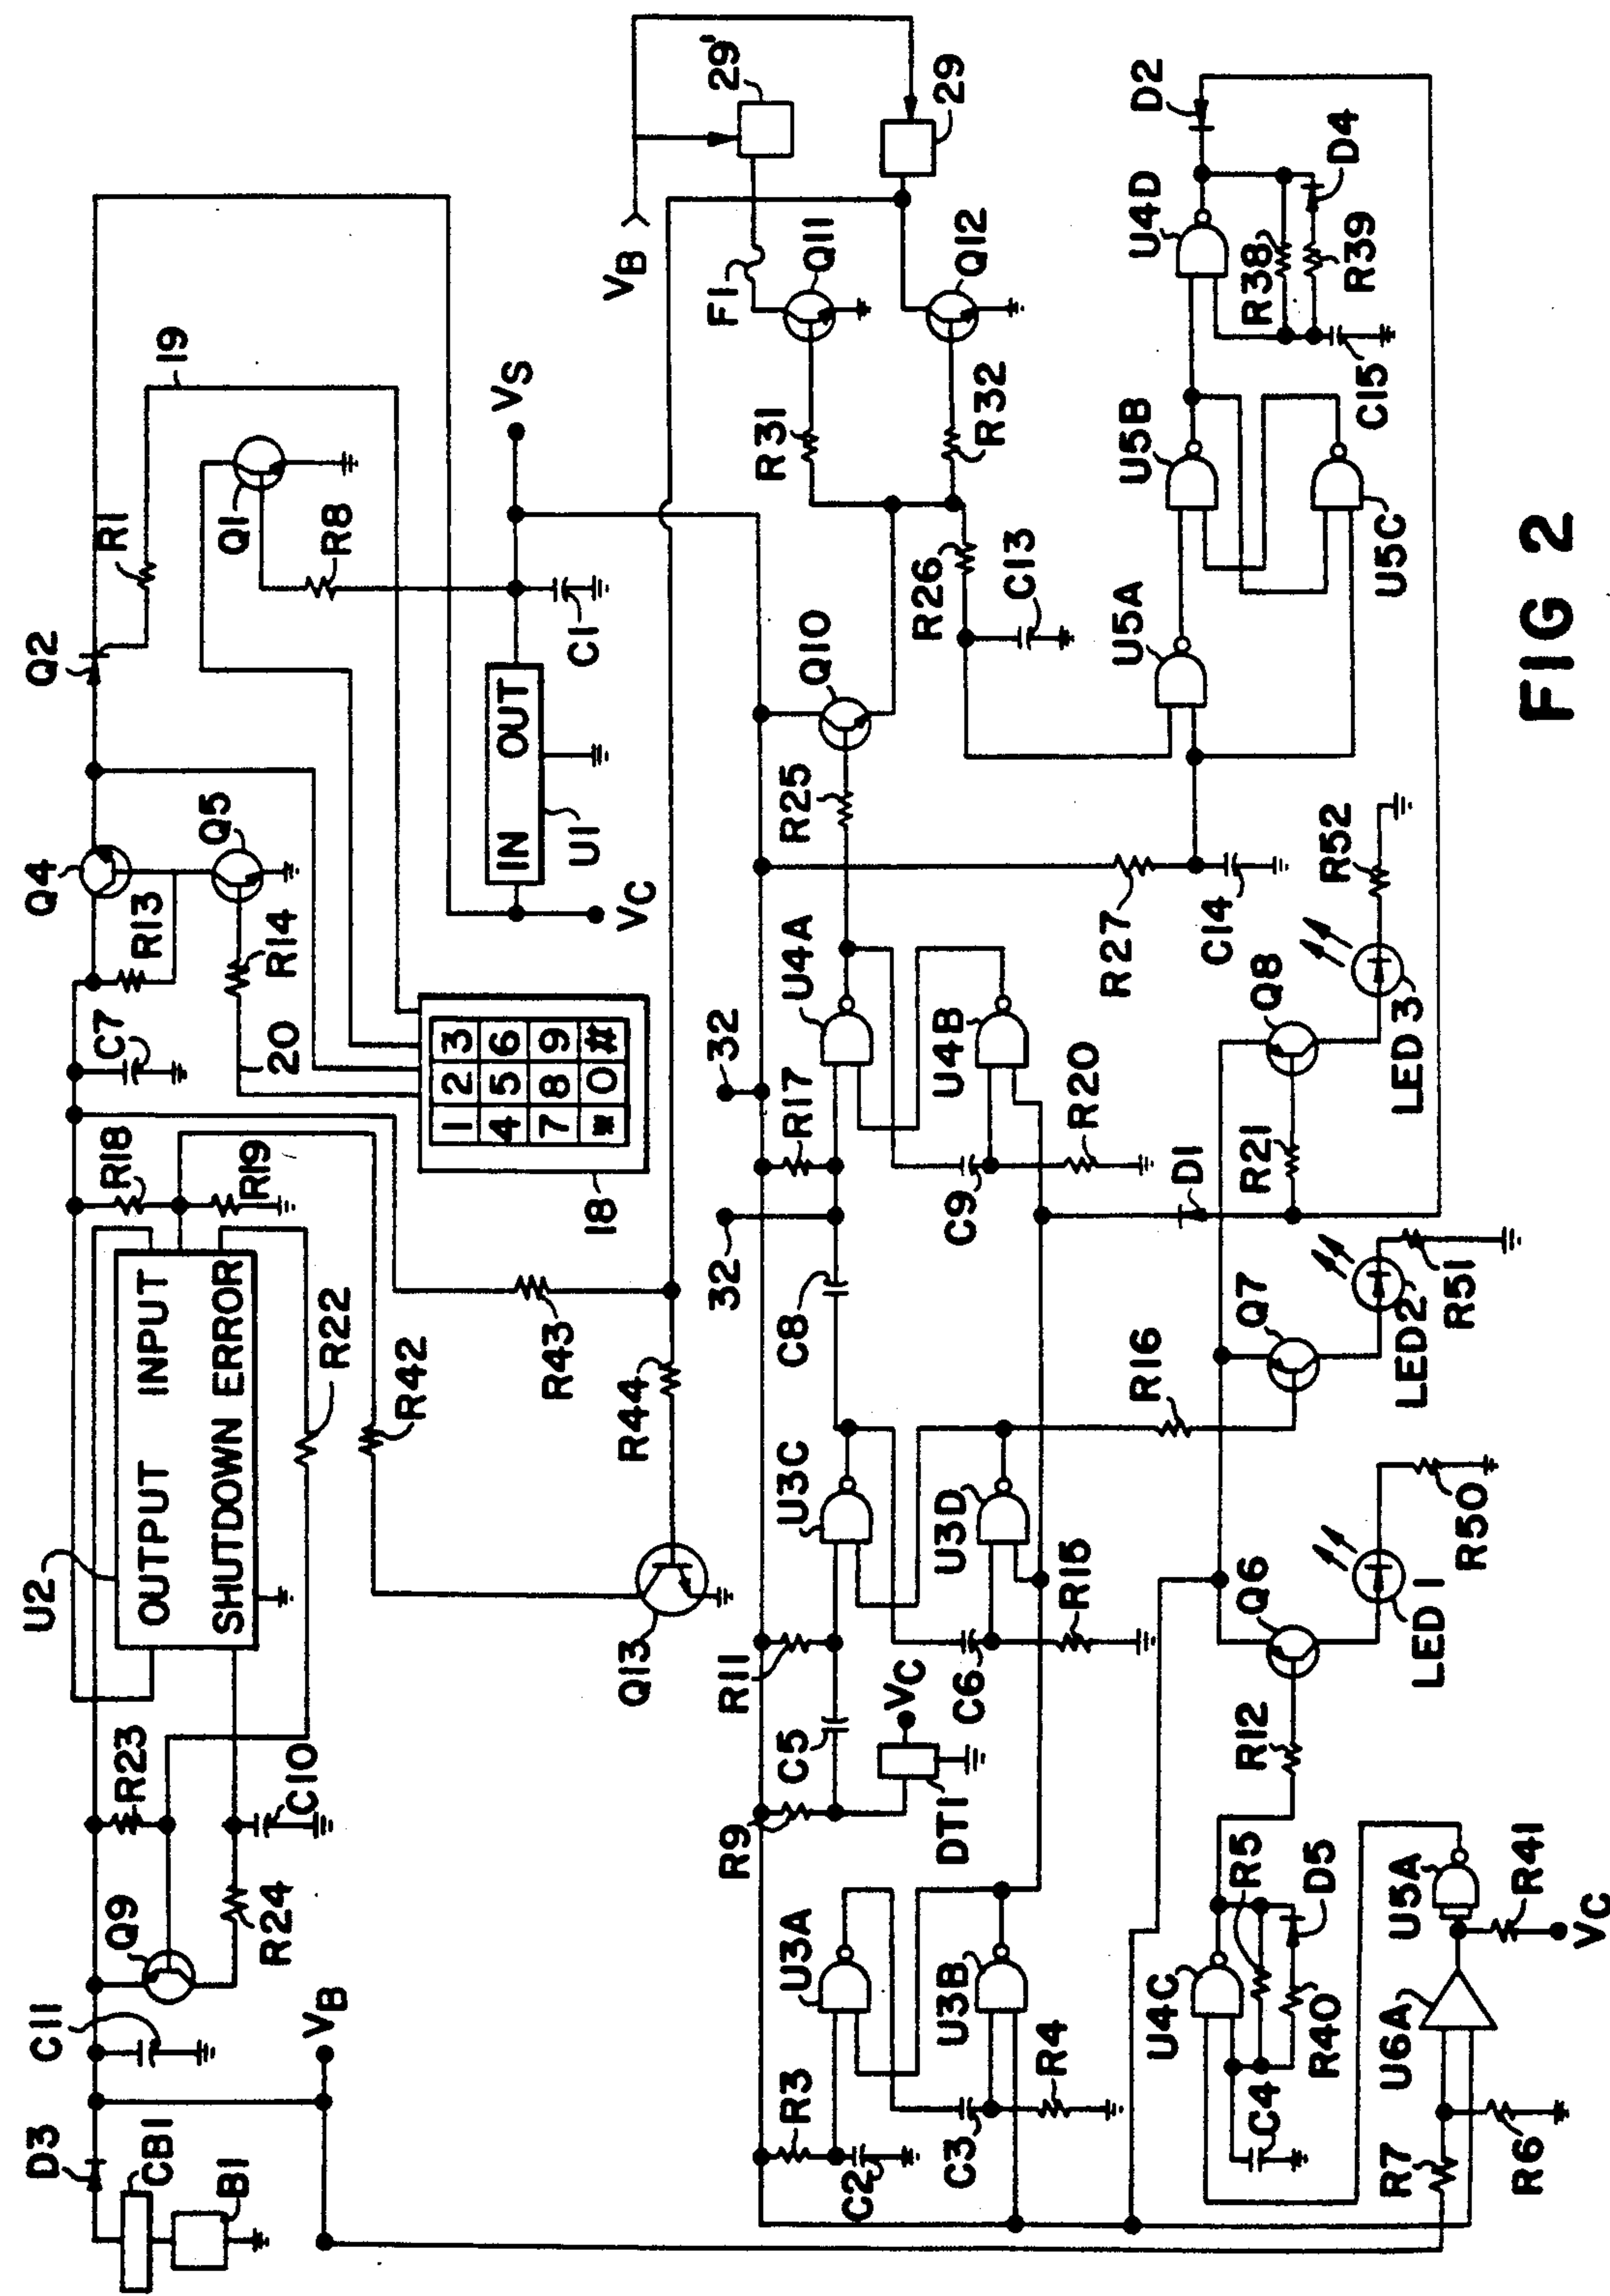 D3
CB1
B1
C11
VB
Q9
R24
R23
C10
U2
OUTPUT INPUT
SHUTDOWN ERROR
R22
R42
R18
R19
C7
R13
Q4
Q5
R14
20
18
1 2 3
4 5 6
7 8 9
* 0 #
Q2
R1
19
Q1
R8
IN OUT
U1
C1
VS
VC
R43
R44
Q13
VB
29'
29
F1
Q11
Q12
R31
R32
R26
C13
Q10
R25
32
32
R3
C2
C3
R4
U3A
U3B
R9
C5
DT1
VC
R11
C6
R15
U3C
U3D
C8
R17
C9
R20
U4A
U4B
R27
C14
U5A
U5B
U5C
U4D
D2
R38
R39
D4
C15
R7
R6
U6A
U5A
R41
VC
U4C
C4
R5
R40
D5
R12
Q6
LED 1
R50
R16
Q7
LED2
R51
D1
R21
Q8
LED 3
R52
FIG 2